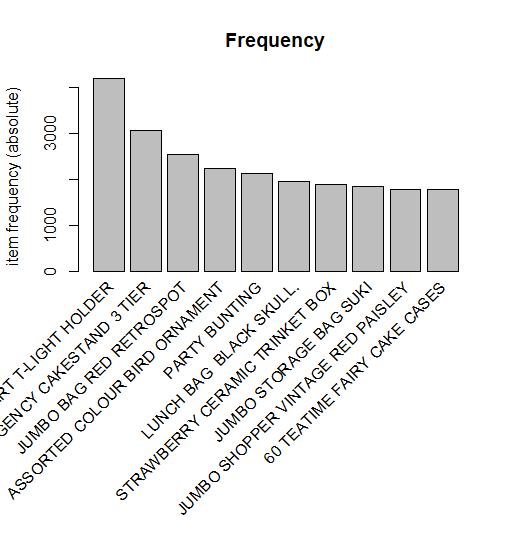 Frequency
item frequency (absolute)
3000
1000
0
T-LIGHT HOLDER
CAKESTAND 3 TIER
JUMBO BAG RED RETROSPOT
ASSORTED COLOUR BIRD ORNAMENT
PARTY BUNTING
LUNCH BAG BLACK SKULL.
STRAWBERRY CERAMIC TRINKET BOX
JUMBO STORAGE BAG SUKI
JUMBO SHOPPER VINTAGE RED PAISLEY
60 TEATIME FAIRY CAKE CASES